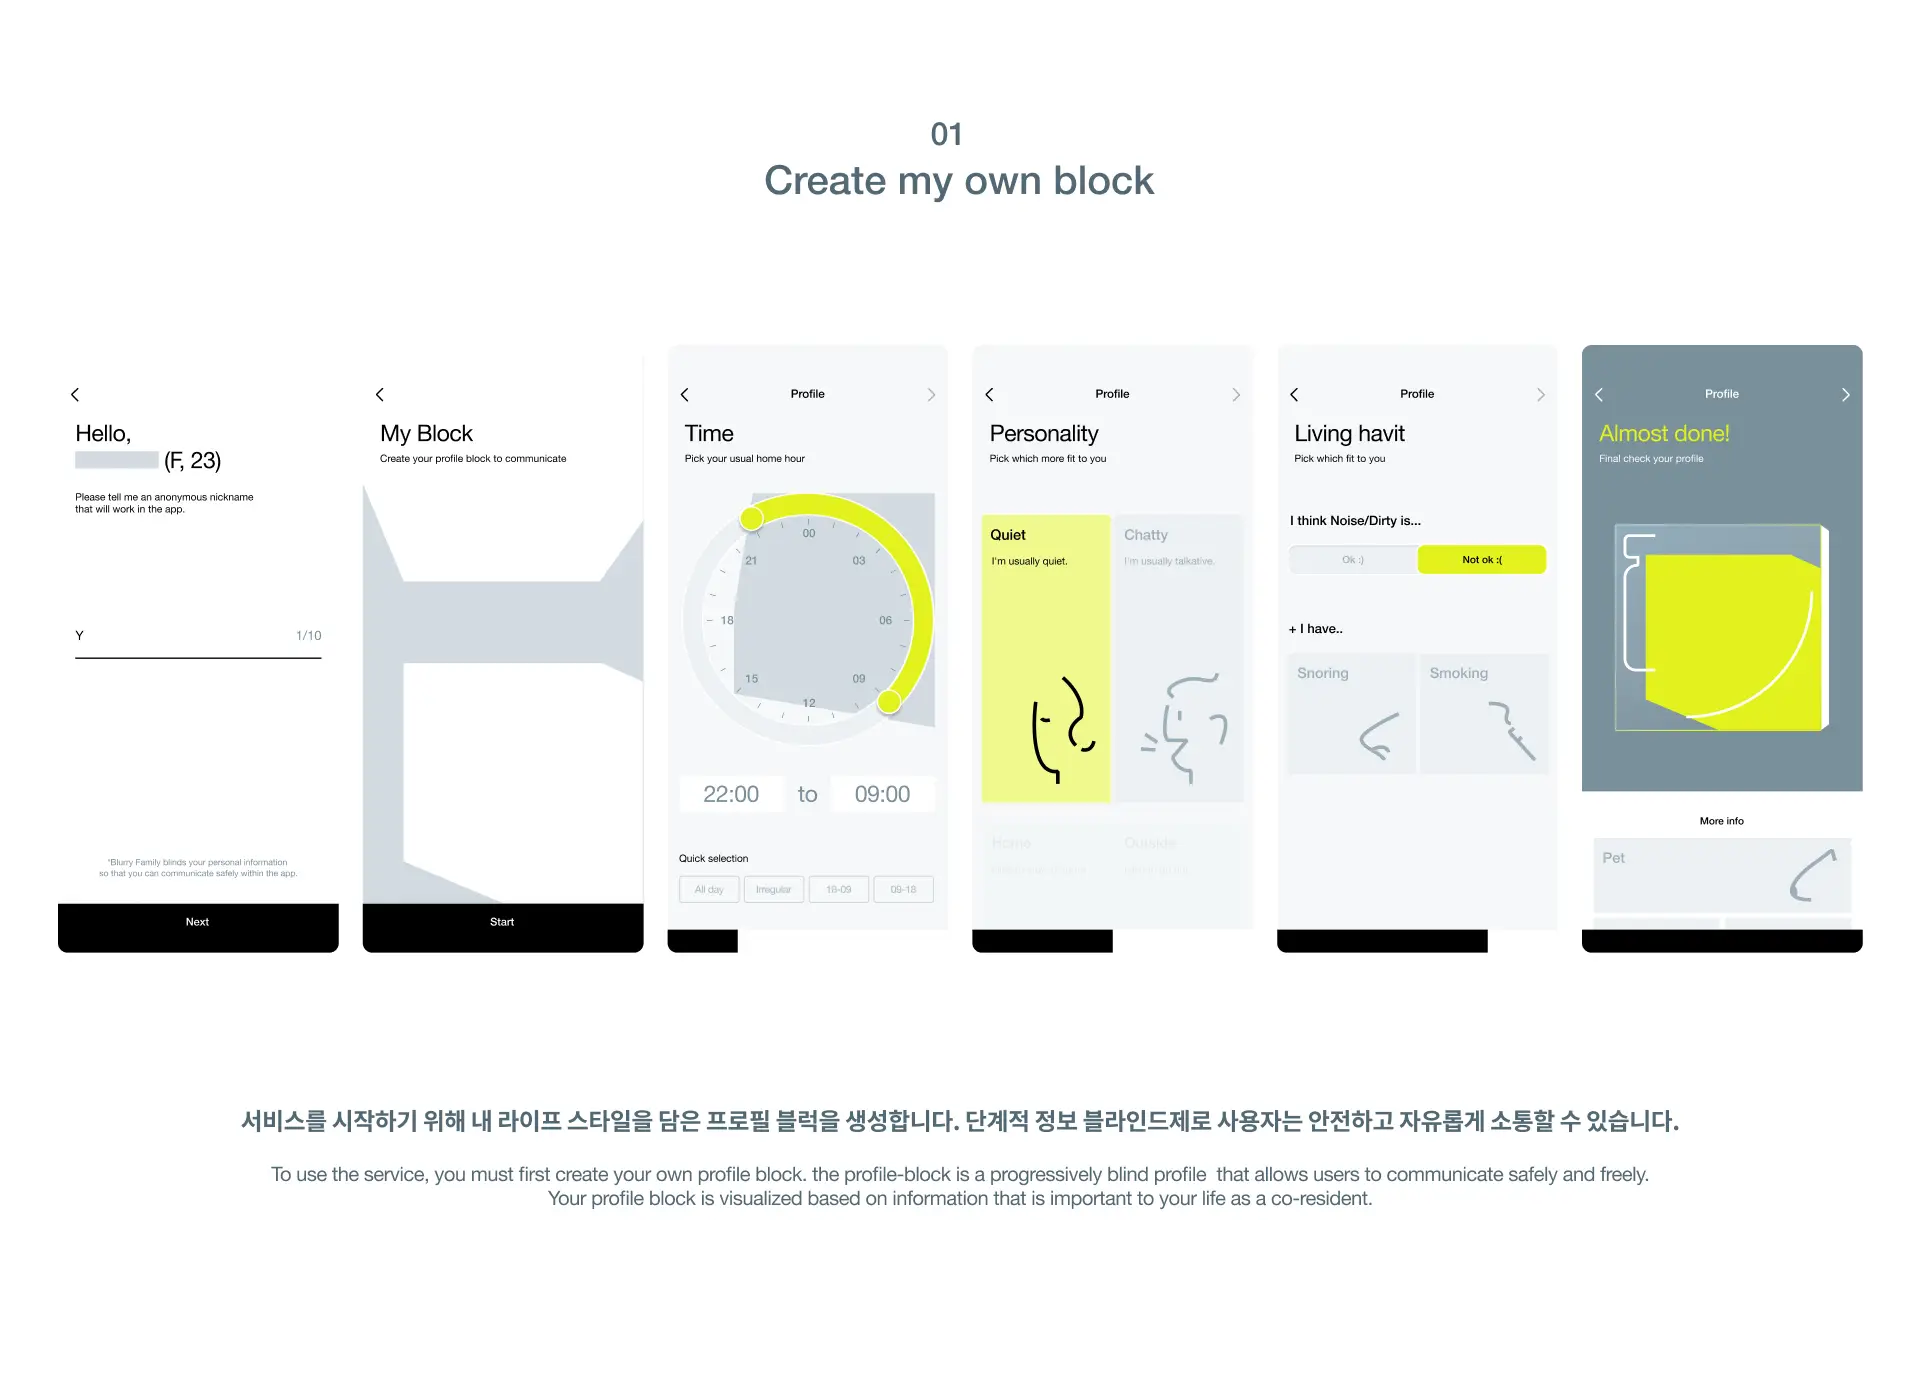 01
Create my own block
Hello,
(F, 23)
Please tell me an anonymous nickname
that will work in the app.
Y 1/10
*Blurry Family blinds your personal information
so that you can communicate safely within the app.
Next
My Block
Create your profile block to communicate
Start
Profile
Time
Pick your usual home hour
00
21 03
18 06
15 09
12
22:00 to 09:00
Quick selection
All day Irregular 18-09 09-18
Profile
Personality
Pick which more fit to you
Quiet Chatty
I'm usually quiet. I'm usually talkative.
Home Outside
Profile
Living havit
Pick which fit to you
I think Noise/Dirty is...
Ok :) Not ok :(
+ I have..
Snoring Smoking
Profile
Almost done!
Final check your profile
More info
Pet
서비스를 시작하기 위해 내 라이프 스타일을 담은 프로필 블럭을 생성합니다. 단계적 정보 블라인드제로 사용자는 안전하고 자유롭게 소통할 수 있습니다.
To use the service, you must first create your own profile block. the profile-block is a progressively blind profile that allows users to communicate safely and freely.
Your profile block is visualized based on information that is important to your life as a co-resident.